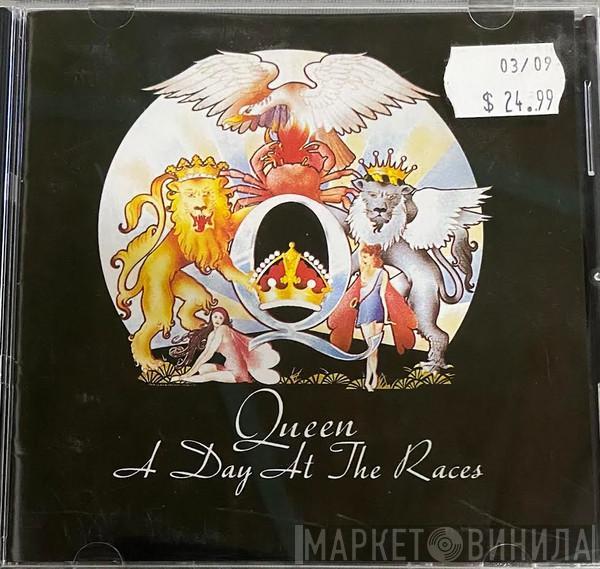 03/09
$ 24.99
Queen
A Day At The Races
МАРКЕТ ВИНИЛА